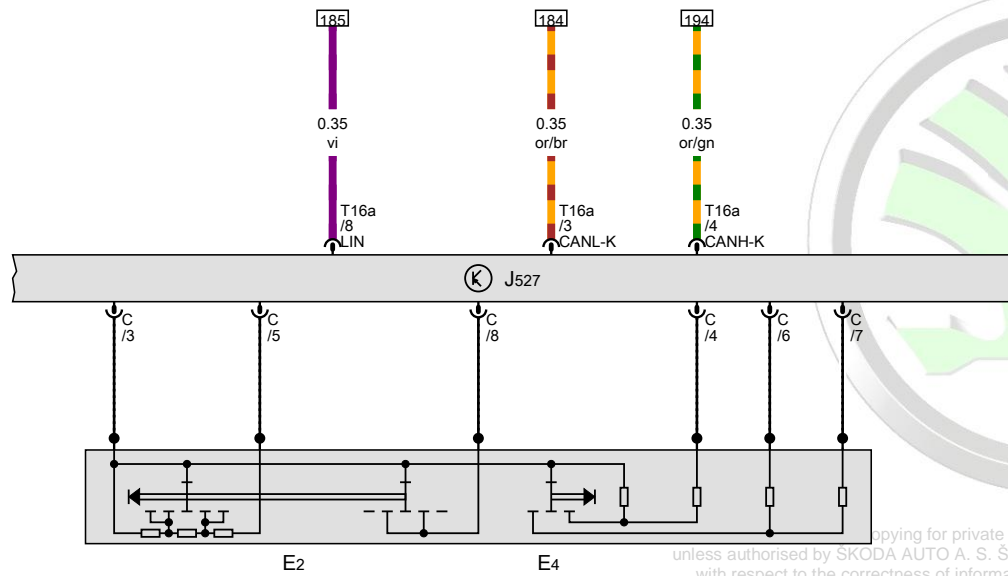 185 184 194
0.35 0.35 0.35
vi or/br or/gn
T16a T16a T16a
/8 /3 /4
LIN CANL-K CANH-K
K J527
C C C C C C
/3 /5 /8 /4 /6 /7
opying for private
unless authorised by ŠKODA AUTO A. S. Š
with respect to the correctness of informa
E2 E4